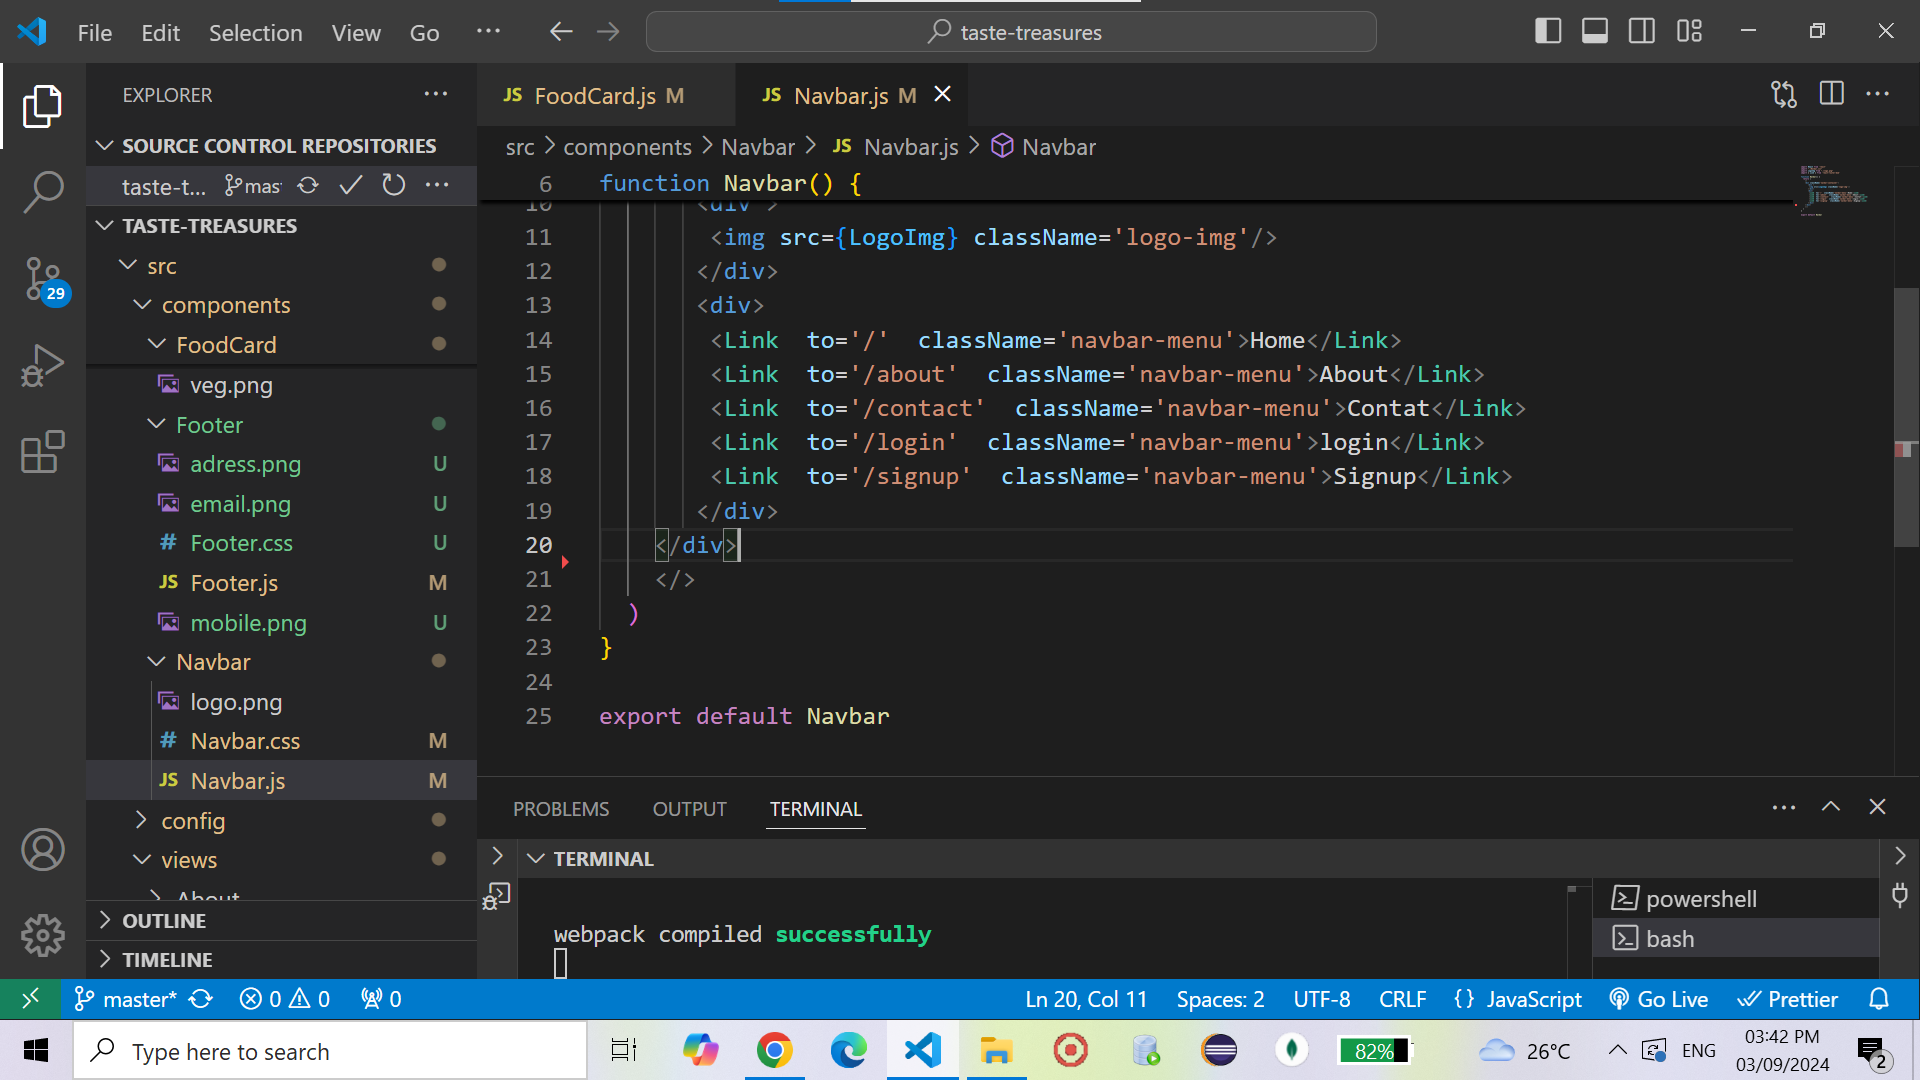 File Edit Selection View Go ··· taste-treasures
EXPLORER ···
SOURCE CONTROL REPOSITORIES
taste-t... mas ···
TASTE-TREASURES
src
components
FoodCard
veg.png
Footer
adress.png U
email.png U
# Footer.css U
JS Footer.js M
mobile.png U
Navbar
logo.png
# Navbar.css M
JS Navbar.js M
config
views
About
OUTLINE
TIMELINE
29
JS FoodCard.js M JS Navbar.js M
src > components > Navbar > JS Navbar.js > Navbar
6 function Navbar() {
10 <div >
11 <img src={LogoImg} className='logo-img'/>
12 </div>
13 <div>
14 <Link  to='/'  className='navbar-menu'>Home</Link>
15 <Link  to='/about'  className='navbar-menu'>About</Link>
16 <Link  to='/contact'  className='navbar-menu'>Contat</Link>
17 <Link  to='/login'  className='navbar-menu'>login</Link>
18 <Link  to='/signup'  className='navbar-menu'>Signup</Link>
19 </div>
20 </div>
21 </>
22 )
23 }
24
25 export default Navbar
PROBLEMS OUTPUT TERMINAL ···
TERMINAL
webpack compiled successfully
powershell
bash
master* 0 0 0 Ln 20, Col 11 Spaces: 2 UTF-8 CRLF {} JavaScript Go Live Prettier
Type here to search 82% 26°C ENG 03:42 PM
03/09/2024 2